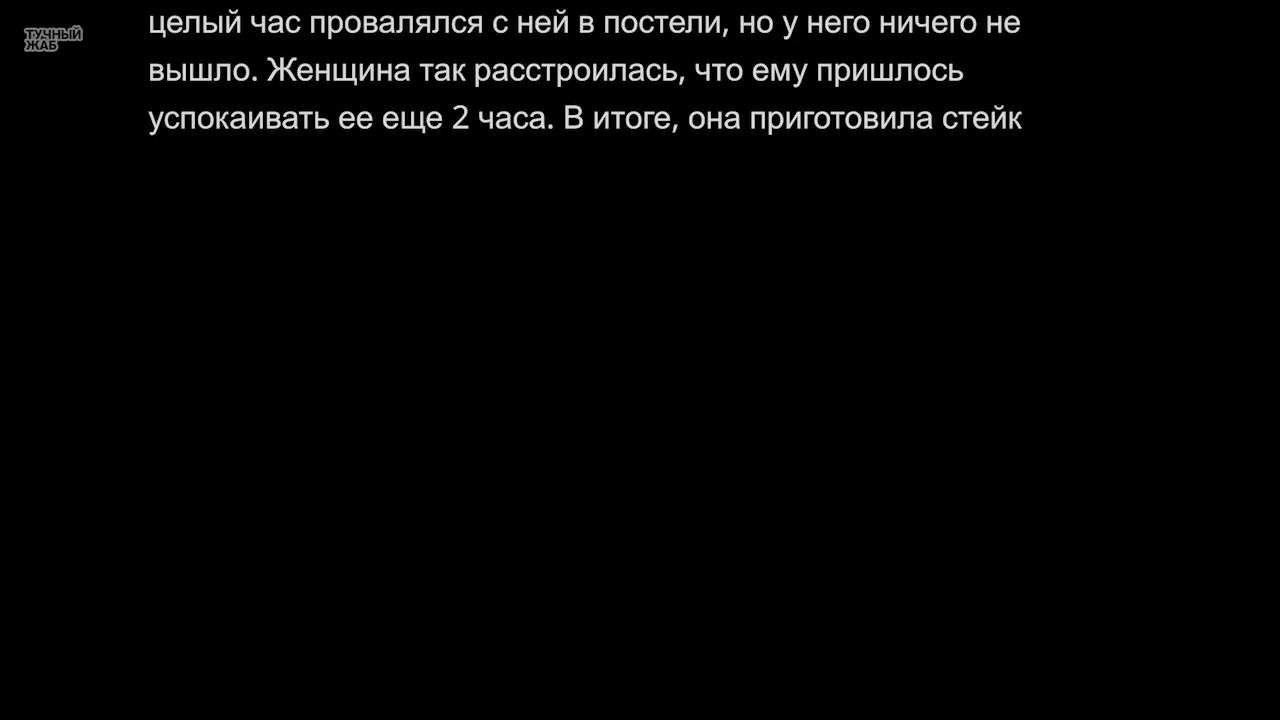 ТУЧНЫЙ
ЖАБ
целый час провалялся с ней в постели, но у него ничего не
вышло. Женщина так расстроилась, что ему пришлось
успокаивать ее еще 2 часа. В итоге, она приготовила стейк